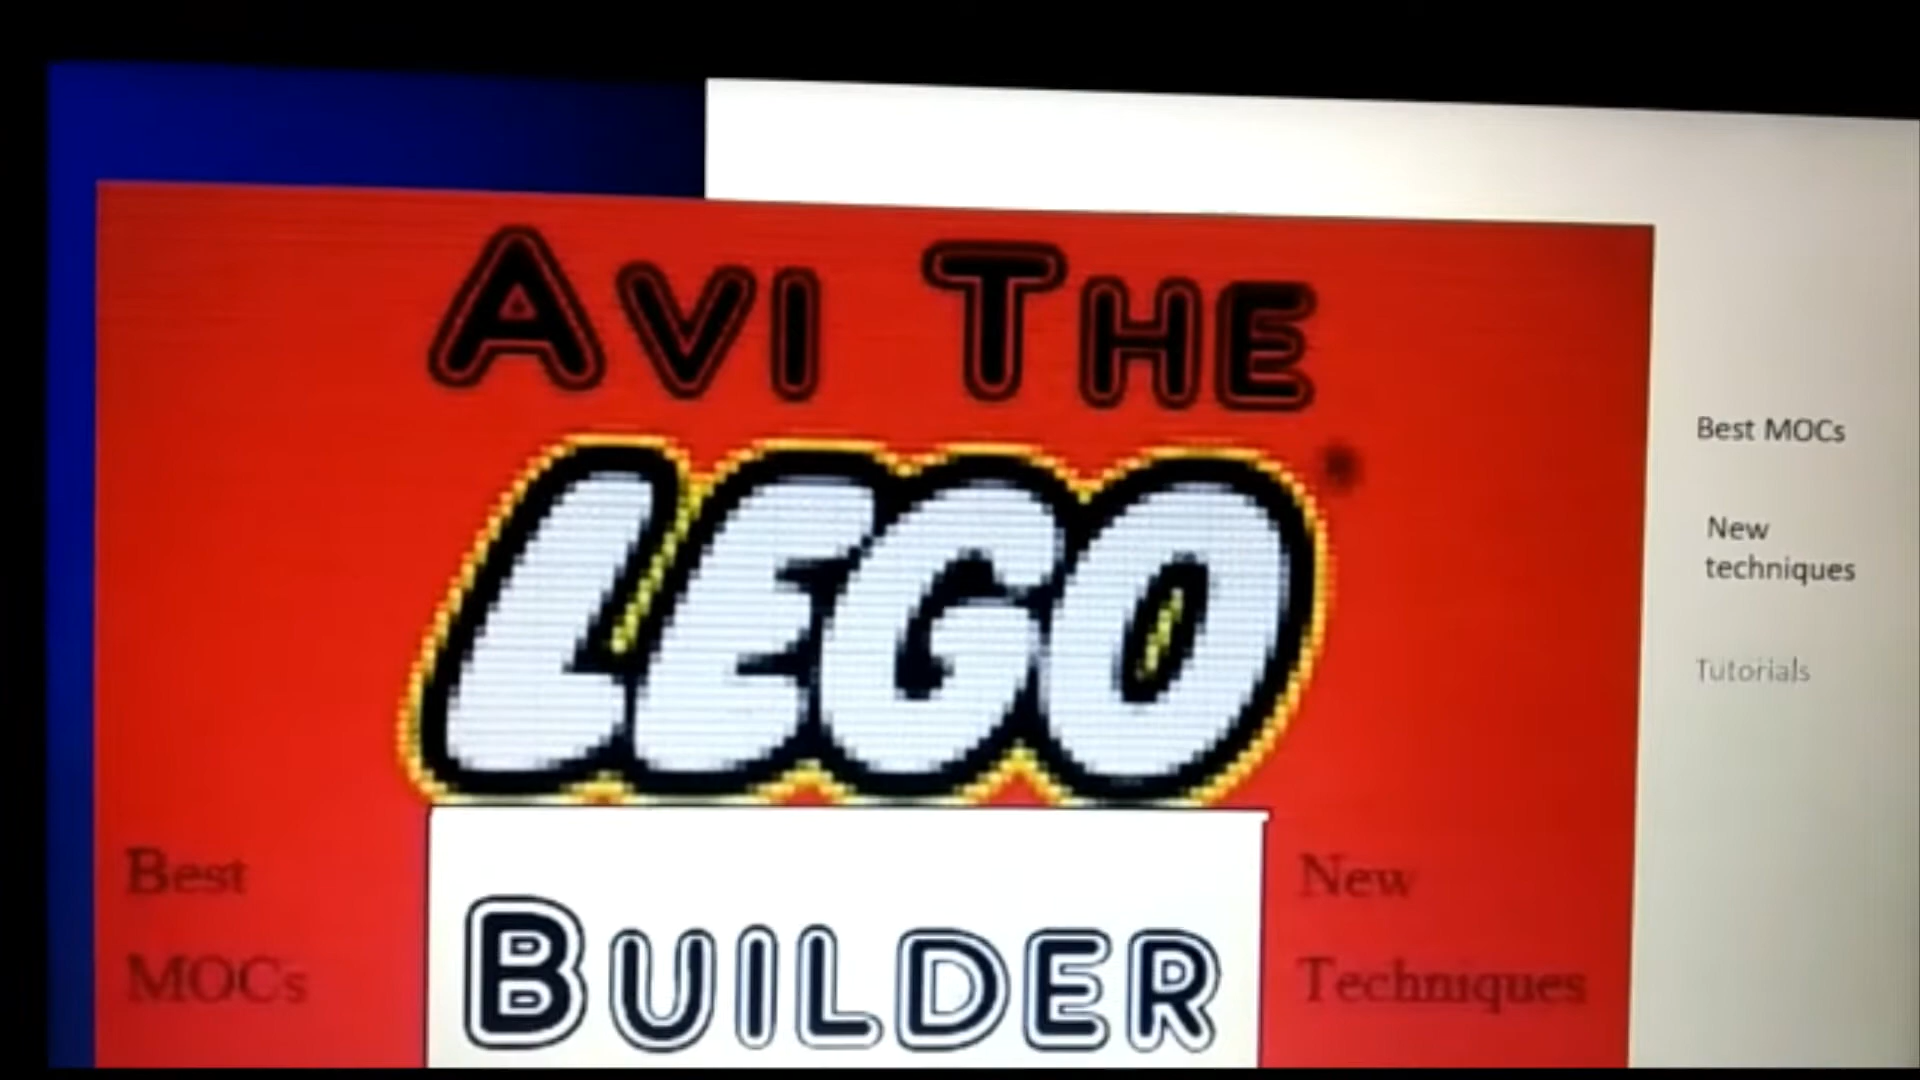 AVI THE
LEGO
BUILDER
Best
MOCs
New
Techniques
Best MOCs
New
techniques
Tutorials